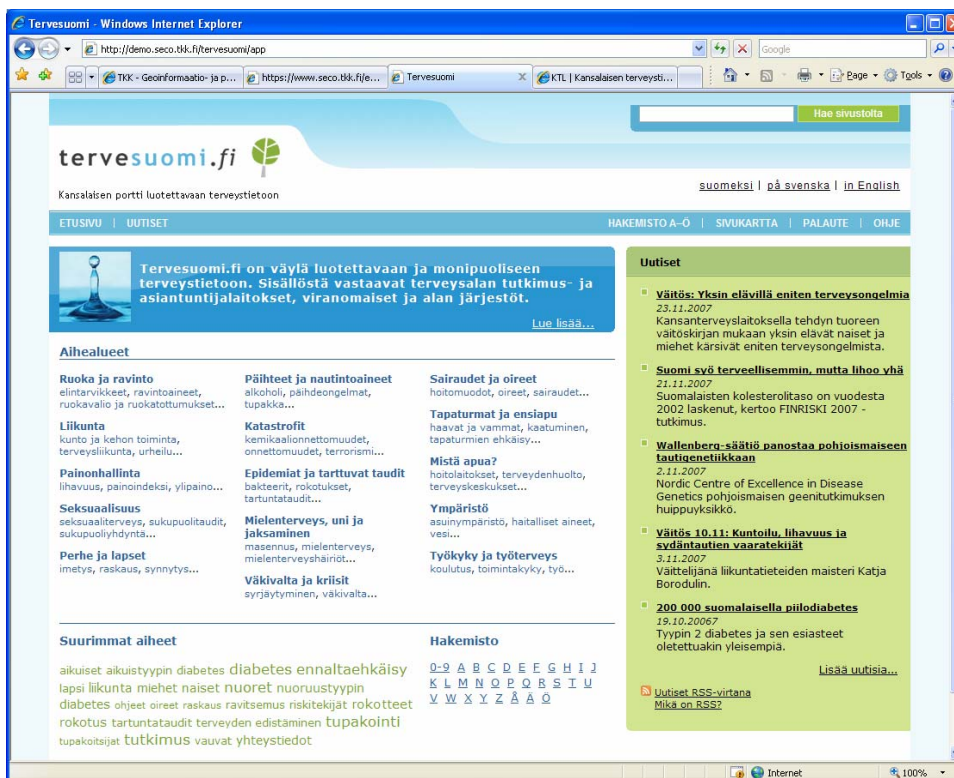 Tervesuomi - Windows Internet Explorer
http://demo.seco.tkk.fi/tervesuomi/app
Google
TKK - Geoinformaatio- ja p...
https://www.seco.tkk.fi/e...
Tervesuomi
KTL | Kansalaisen terveysti...
Page
Tools
Hae sivustolta
tervesuomi.fi
Kansalaisen portti luotettavaan terveystietoon
suomeksi | på svenska | in English
ETUSIVU | UUTISET
HAKEMISTO A–Ö | SIVUKARTTA | PALAUTE | OHJE
Tervesuomi.fi on väylä luotettavaan ja monipuoliseen
terveystietoon. Sisällöstä vastaavat terveysalan tutkimus- ja
asiantuntijalaitokset, viranomaiset ja alan järjestöt.
Lue lisää...
Aihealueet
Ruoka ja ravinto
elintarvikkeet, ravintoaineet,
ruokavalio ja ruokatottumukset...
Liikunta
kunto ja kehon toiminta,
terveysliikunta, urheilu...
Painonhallinta
lihavuus, painoindeksi, ylipaino...
Seksuaalisuus
seksuaaliterveys, sukupuolitaudit,
sukupuoliyhdyntä...
Perhe ja lapset
imetys, raskaus, synnytys...
Päihteet ja nautintoaineet
alkoholi, päihdeongelmat,
tupakka...
Katastrofit
kemikaalionnettomuudet,
onnettomuudet, terrorismi...
Epidemiat ja tarttuvat taudit
bakteerit, rokotukset,
tartuntataudit...
Mielenterveys, uni ja
jaksaminen
masennus, mielenterveys,
mielenterveyshäiriöt...
Väkivalta ja kriisit
syrjäytyminen, väkivalta...
Sairaudet ja oireet
hoitomuodot, oireet, sairaudet...
Tapaturmat ja ensiapu
haavat ja vammat, kaatuminen,
tapaturmien ehkäisy...
Mistä apua?
hoitolaitokset, terveydenhuolto,
terveyskeskukset...
Ympäristö
asuinympäristö, haitalliset aineet,
vesi...
Työkyky ja työterveys
koulutus, toimintakyky, työ...
Suurimmat aiheet
aikuiset aikuistyypin diabetes diabetes ennaltaehkäisy
lapsi liikunta miehet naiset nuoret nuoruustyypin
diabetes ohjeet oireet raskaus ravitsemus riskitekijät rokotteet
rokotus tartuntataudit terveyden edistäminen tupakointi
tupakoitsijat tutkimus vauvat yhteystiedot
Hakemisto
0-9 A B C D E F G H I J
K L M N O P Q R S T U
V W X Y Z Å Ä Ö
Uutiset
Väitös: Yksin elävillä eniten terveysongelmia
23.11.2007
Kansanterveyslaitoksella tehdyn tuoreen
väitöskirjan mukaan yksin elävät naiset ja
miehet kärsivät eniten terveysongelmista.
Suomi syö terveellisemmin, mutta lihoo yhä
21.11.2007
Suomalaisten kolesterolitaso on vuodesta
2002 laskenut, kertoo FINRISKI 2007 -
tutkimus.
Wallenberg-säätiö panostaa pohjoismaiseen
tautigenetiikkaan
2.11.2007
Nordic Centre of Excellence in Disease
Genetics pohjoismaisen geenitutkimuksen
huippuyksikkö.
Väitös 10.11: Kuntoilu, lihavuus ja
sydäntautien vaaratekijät
3.11.2007
Väittelijänä liikuntatieteiden maisteri Katja
Borodulin.
200 000 suomalaisella piilodiabetes
19.10.20067
Tyypin 2 diabetes ja sen esiasteet
oletettuakin yleisempiä.
Lisää uutisia...
Uutiset RSS-virtana
Mikä on RSS?
Internet
100%